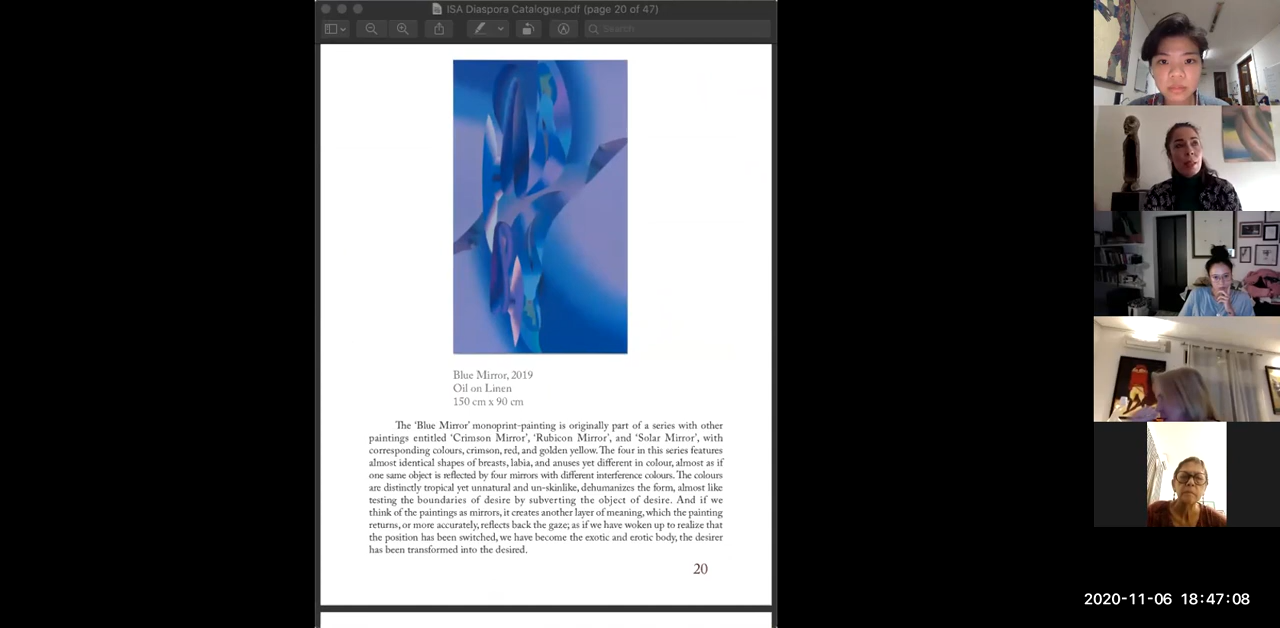 ISA Diaspora Catalogue.pdf (page 20 of 47)
Search
Blue Mirror, 2019
Oil on Linen
150 cm x 90 cm
The ‘Blue Mirror’ monoprint-painting is originally part of a series with other
paintings entitled ‘Crimson Mirror’, ‘Rubicon Mirror’, and ‘Solar Mirror’, with
corresponding colours, crimson, red, and golden yellow. The four in this series features
almost identical shapes of breasts, labia, and anuses yet different in colour, almost as if
one same object is reflected by four mirrors with different interference colours. The colours
are distinctly tropical yet unnatural and un-skinlike, dehumanizes the form, almost like
testing the boundaries of desire by subverting the object of desire. And if we
think of the paintings as mirrors, it creates another layer of meaning, which the painting
returns, or more accurately, reflects back the gaze; as if we have woken up to realize that
the position has been switched, we have become the exotic and erotic body, the desirer
has been transformed into the desired.
20
2020-11-06 18:47:08